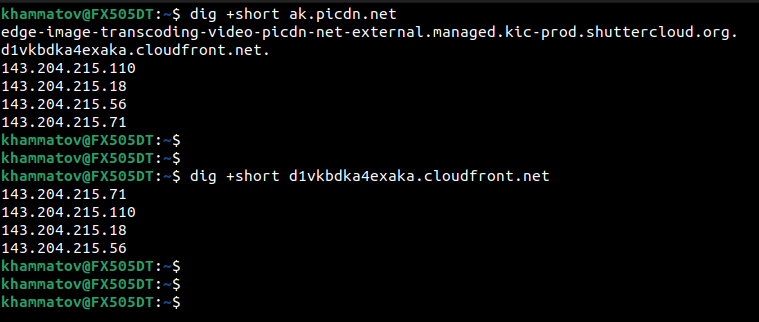 khammatov@FX505DT:~$ dig +short ak.picdn.net
edge-image-transcoding-video-picdn-net-external.managed.kic-prod.shuttercloud.org.
d1vkbdka4exaka.cloudfront.net.
143.204.215.110
143.204.215.18
143.204.215.56
143.204.215.71
khammatov@FX505DT:~$
khammatov@FX505DT:~$
khammatov@FX505DT:~$ dig +short d1vkbdka4exaka.cloudfront.net
143.204.215.71
143.204.215.110
143.204.215.18
143.204.215.56
khammatov@FX505DT:~$
khammatov@FX505DT:~$
khammatov@FX505DT:~$